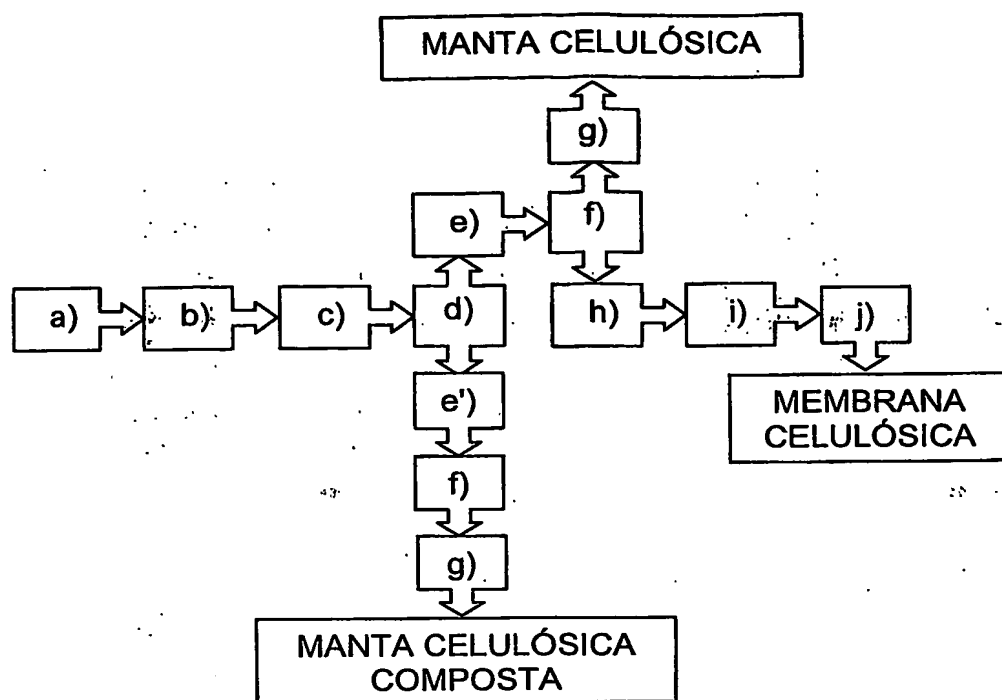 MANTA CELULÓSICA
g)
e)
f)
a)
b)
c)
d)
h)
i)
j)
e')
MEMBRANA
CELULÓSICA
f)
g)
MANTA CELULÓSICA
COMPOSTA